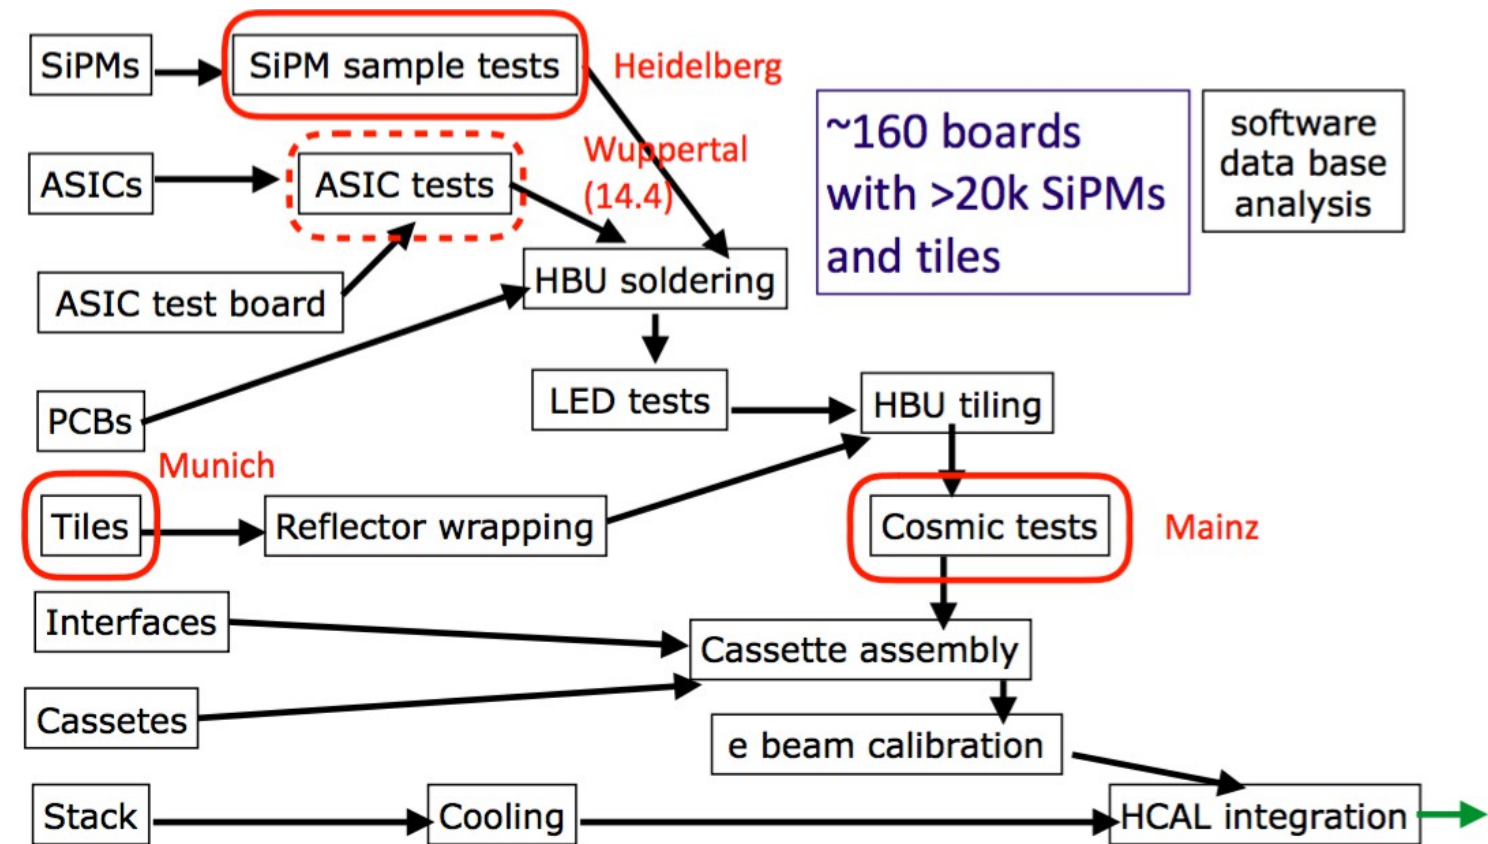 SiPMs
SiPM sample tests
Heidelberg
~160 boards
with >20k SiPMs
and tiles
software
data base
analysis
Wuppertal
(14.4)
ASICs
ASIC tests
HBU soldering
ASIC test board
LED tests
HBU tiling
PCBs
Munich
Tiles
Reflector wrapping
Cosmic tests
Mainz
Interfaces
Cassette assembly
Cassetes
e beam calibration
Stack
Cooling
HCAL integration